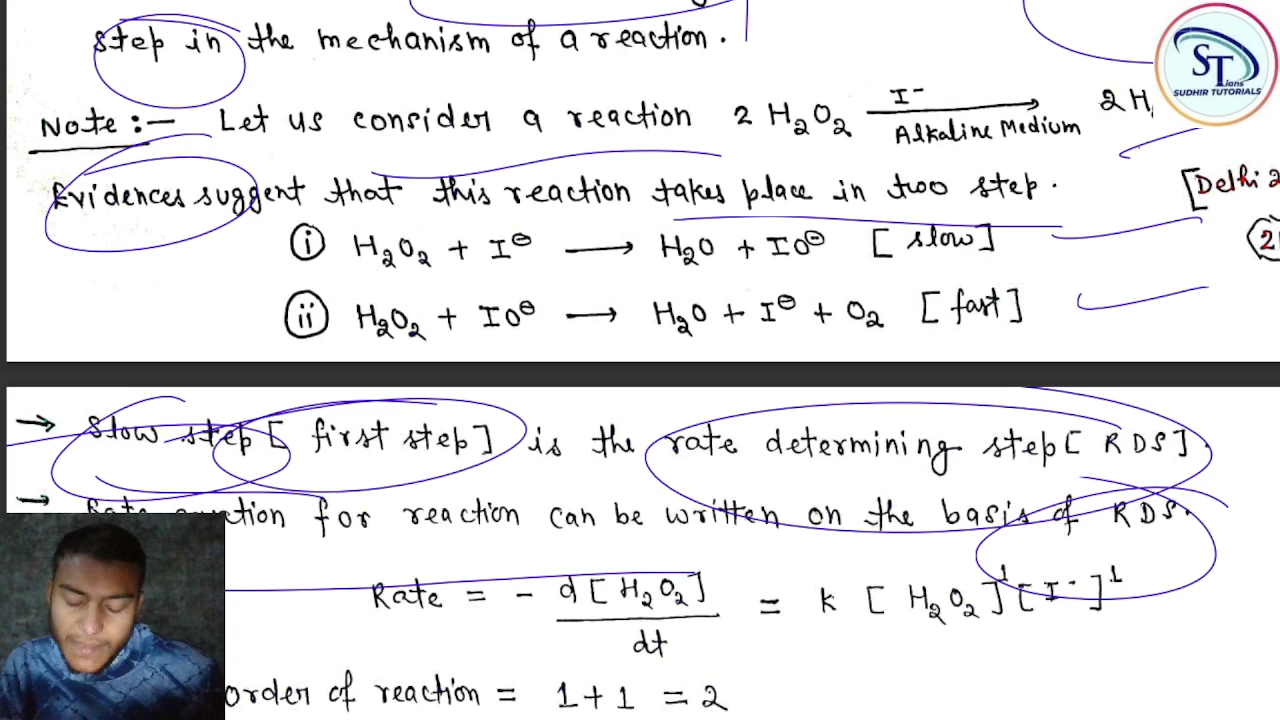 step in the mechanism of a reaction.
ST
ians
SUDHIR TUTORIALS
Note :- Let us consider a reaction 2 H₂O₂ I⁻ ⟶ Alkaline Medium 2H
Evidences suggent that this reaction takes place in two step.
[Delhi 2
(i) H₂O₂ + I⊖ ⟶ H₂O + IO⊖ [slow]
(ii) H₂O₂ + IO⊖ ⟶ H₂O + I⊖ + O₂ [fast]
→ Slow step [first step] is the rate determining step [RDS].
→ Rate for reaction can be written on the basis of RDS.
Rate = - d[H₂O₂] / dt = k [H₂O₂]¹ [I⁻]¹
order of reaction = 1+1 = 2